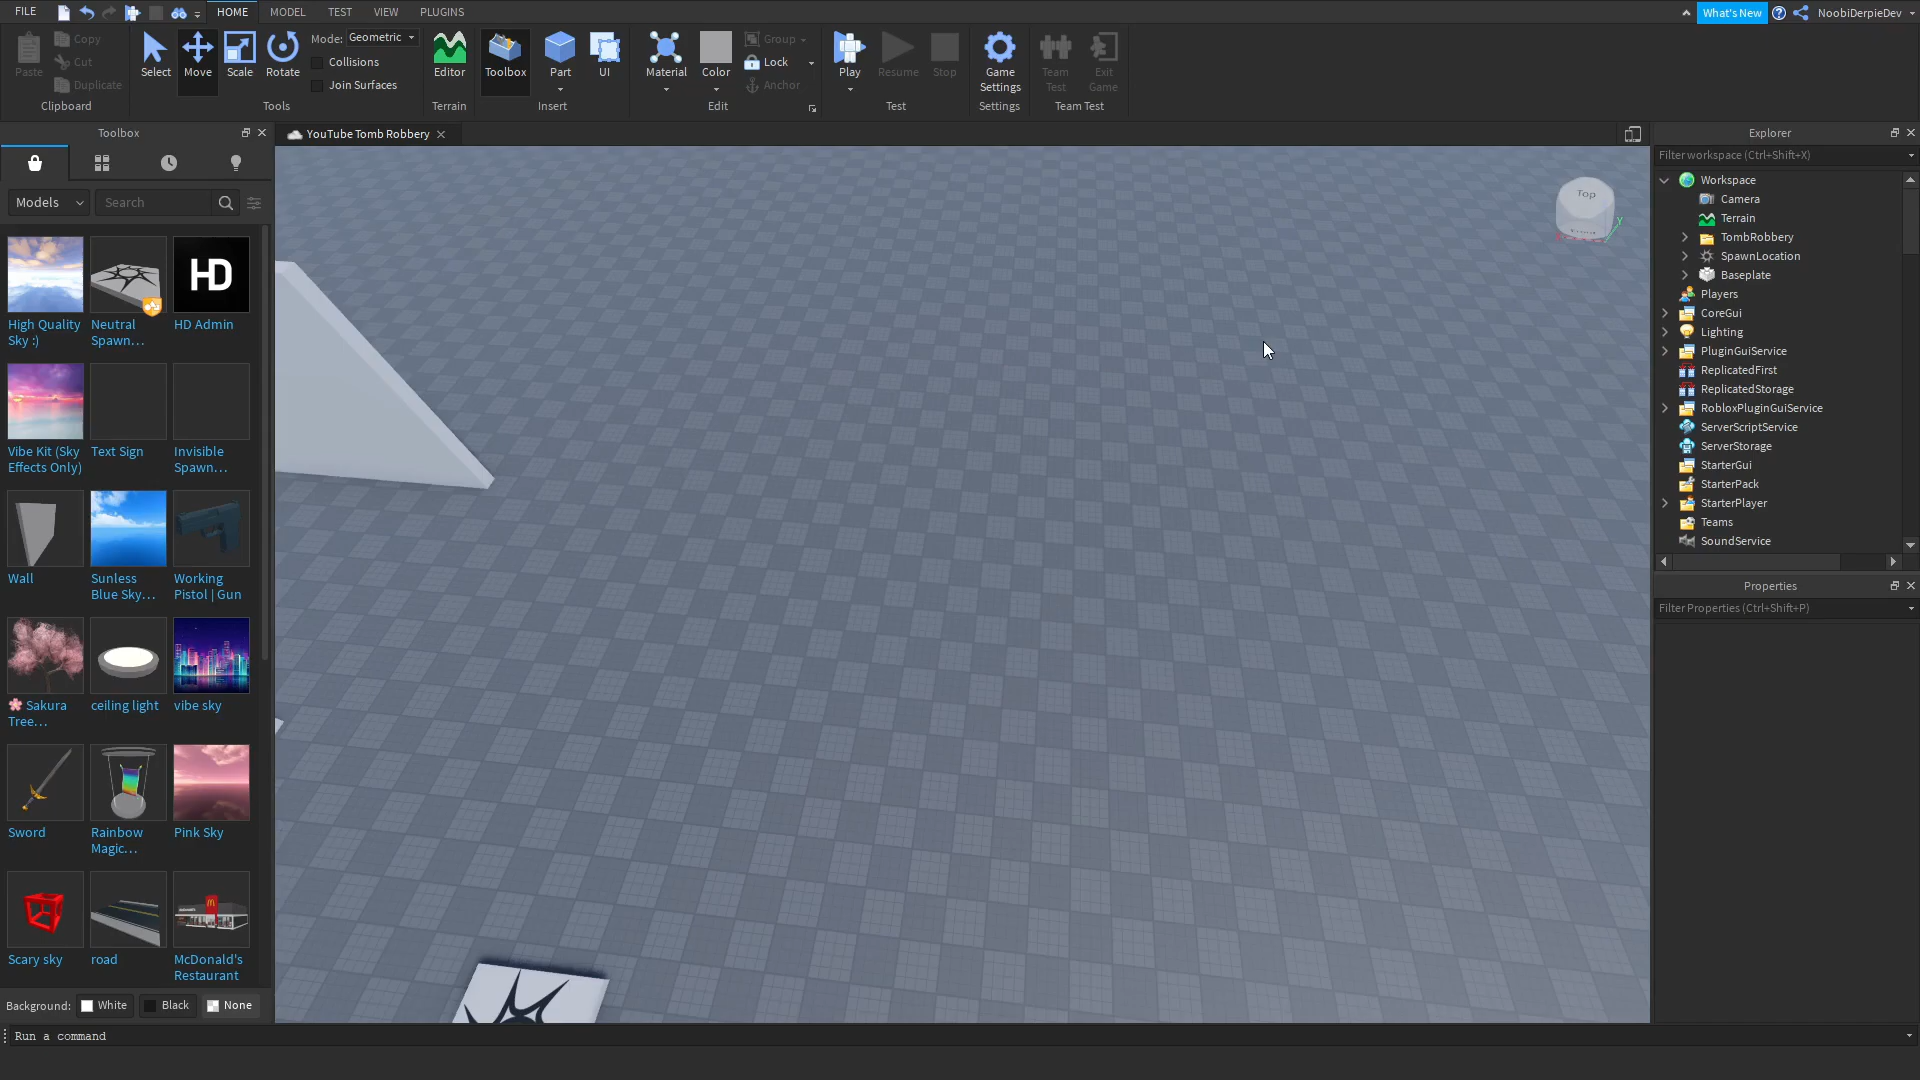 FILE
HOME
MODEL
TEST
VIEW
PLUGINS
What's New
NoobiDerpieDev
Paste
Copy
Cut
Duplicate
Clipboard
Select
Move
Scale
Rotate
Mode: Geometric
Collisions
Join Surfaces
Tools
Editor
Terrain
Toolbox
Part
UI
Insert
Material
Color
Group
Lock
Anchor
Edit
Play
Resume
Stop
Test
Game
Settings
Settings
Team
Test
Exit
Game
Team Test
Toolbox
YouTube Tomb Robbery
Models
Search
High Quality
Sky :)
Neutral
Spawn...
HD
HD Admin
Vibe Kit (Sky
Effects Only)
Text Sign
Invisible
Spawn...
Wall
Sunless
Blue Sky...
Working
Pistol | Gun
🌸 Sakura
Tree...
ceiling light
vibe sky
Sword
Rainbow
Magic...
Pink Sky
Scary sky
road
McDonald's
Restaurant
Background:
White
Black
None
Run a command
Top
Y
Explorer
Filter workspace (Ctrl+Shift+X)
Workspace
Camera
Terrain
TombRobbery
SpawnLocation
Baseplate
Players
CoreGui
Lighting
PluginGuiService
ReplicatedFirst
ReplicatedStorage
RobloxPluginGuiService
ServerScriptService
ServerStorage
StarterGui
StarterPack
StarterPlayer
Teams
SoundService
Properties
Filter Properties (Ctrl+Shift+P)